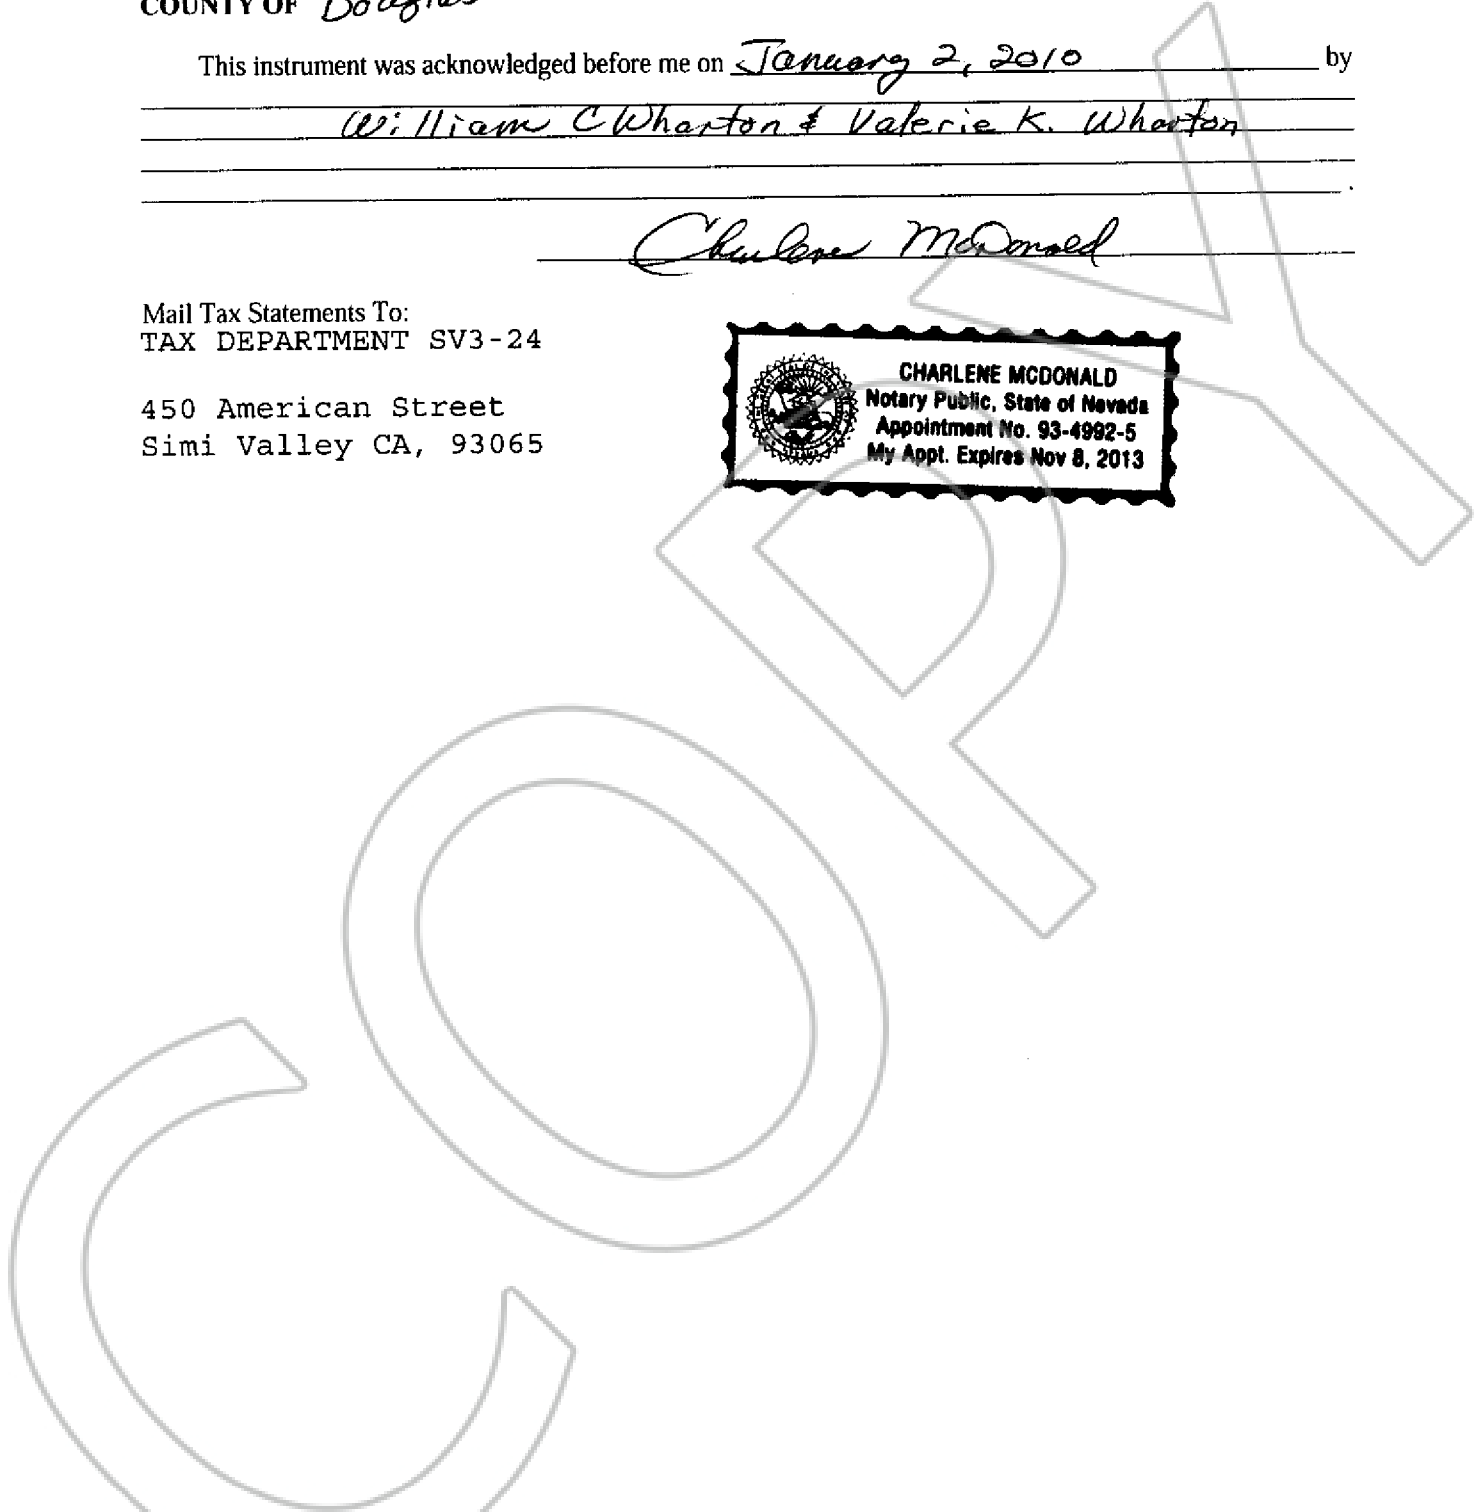 COUNTY OF Douglas
This instrument was acknowledged before me on January 2, 2010 by
William C Wharton & Valerie K. Wharton
Charlene McDonald
Mail Tax Statements To:
TAX DEPARTMENT SV3-24
450 American Street
Simi Valley CA, 93065
CHARLENE MCDONALD
Notary Public, State of Nevada
Appointment No. 93-4992-5
My Appt. Expires Nov 8, 2013
COPY